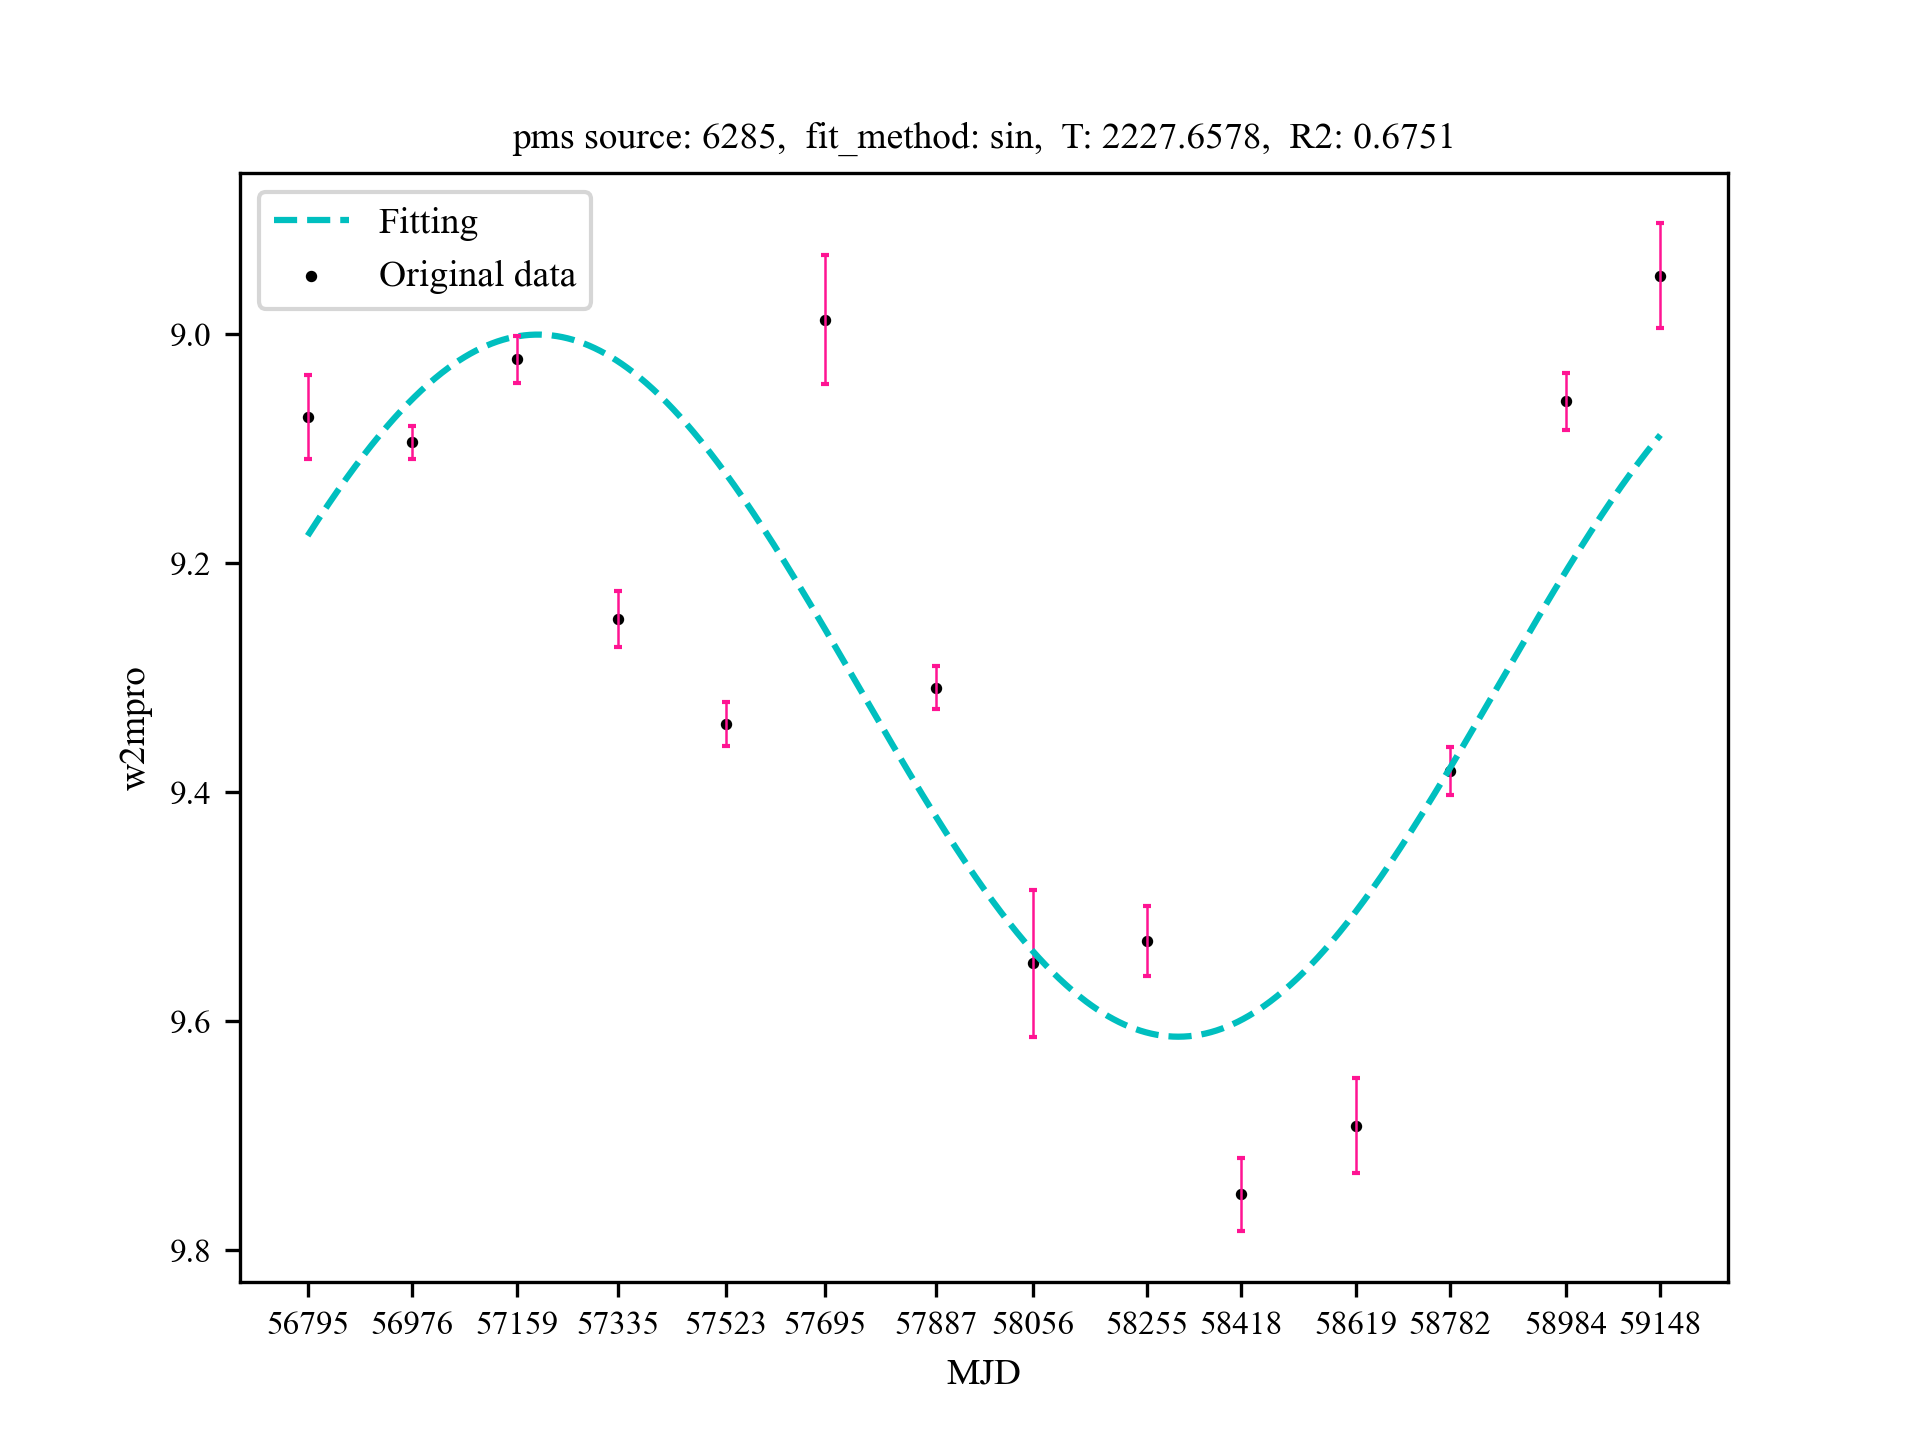 pms source: 6285, fit_method: sin, T: 2227.6578, R2: 0.6751
Fitting
Original data
9.0
9.2
9.4
9.6
9.8
w2mpro
56795 56976 57159 57335 57523 57695 57887 58056 58255 58418 58619 58782 58984 59148
MJD